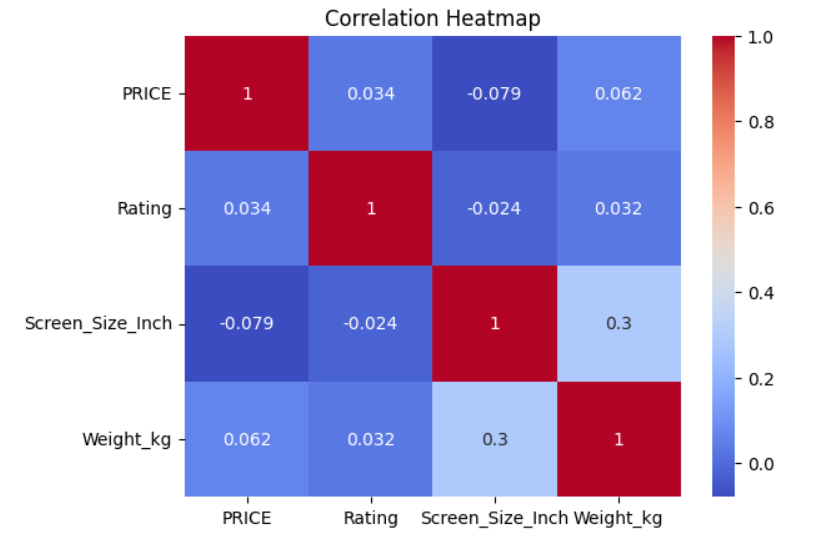 Correlation Heatmap
PRICE 1 0.034 -0.079 0.062
Rating 0.034 1 -0.024 0.032
Screen_Size_Inch -0.079 -0.024 1 0.3
Weight_kg 0.062 0.032 0.3 1
PRICE Rating Screen_Size_Inch Weight_kg
1.0
0.8
0.6
0.4
0.2
0.0